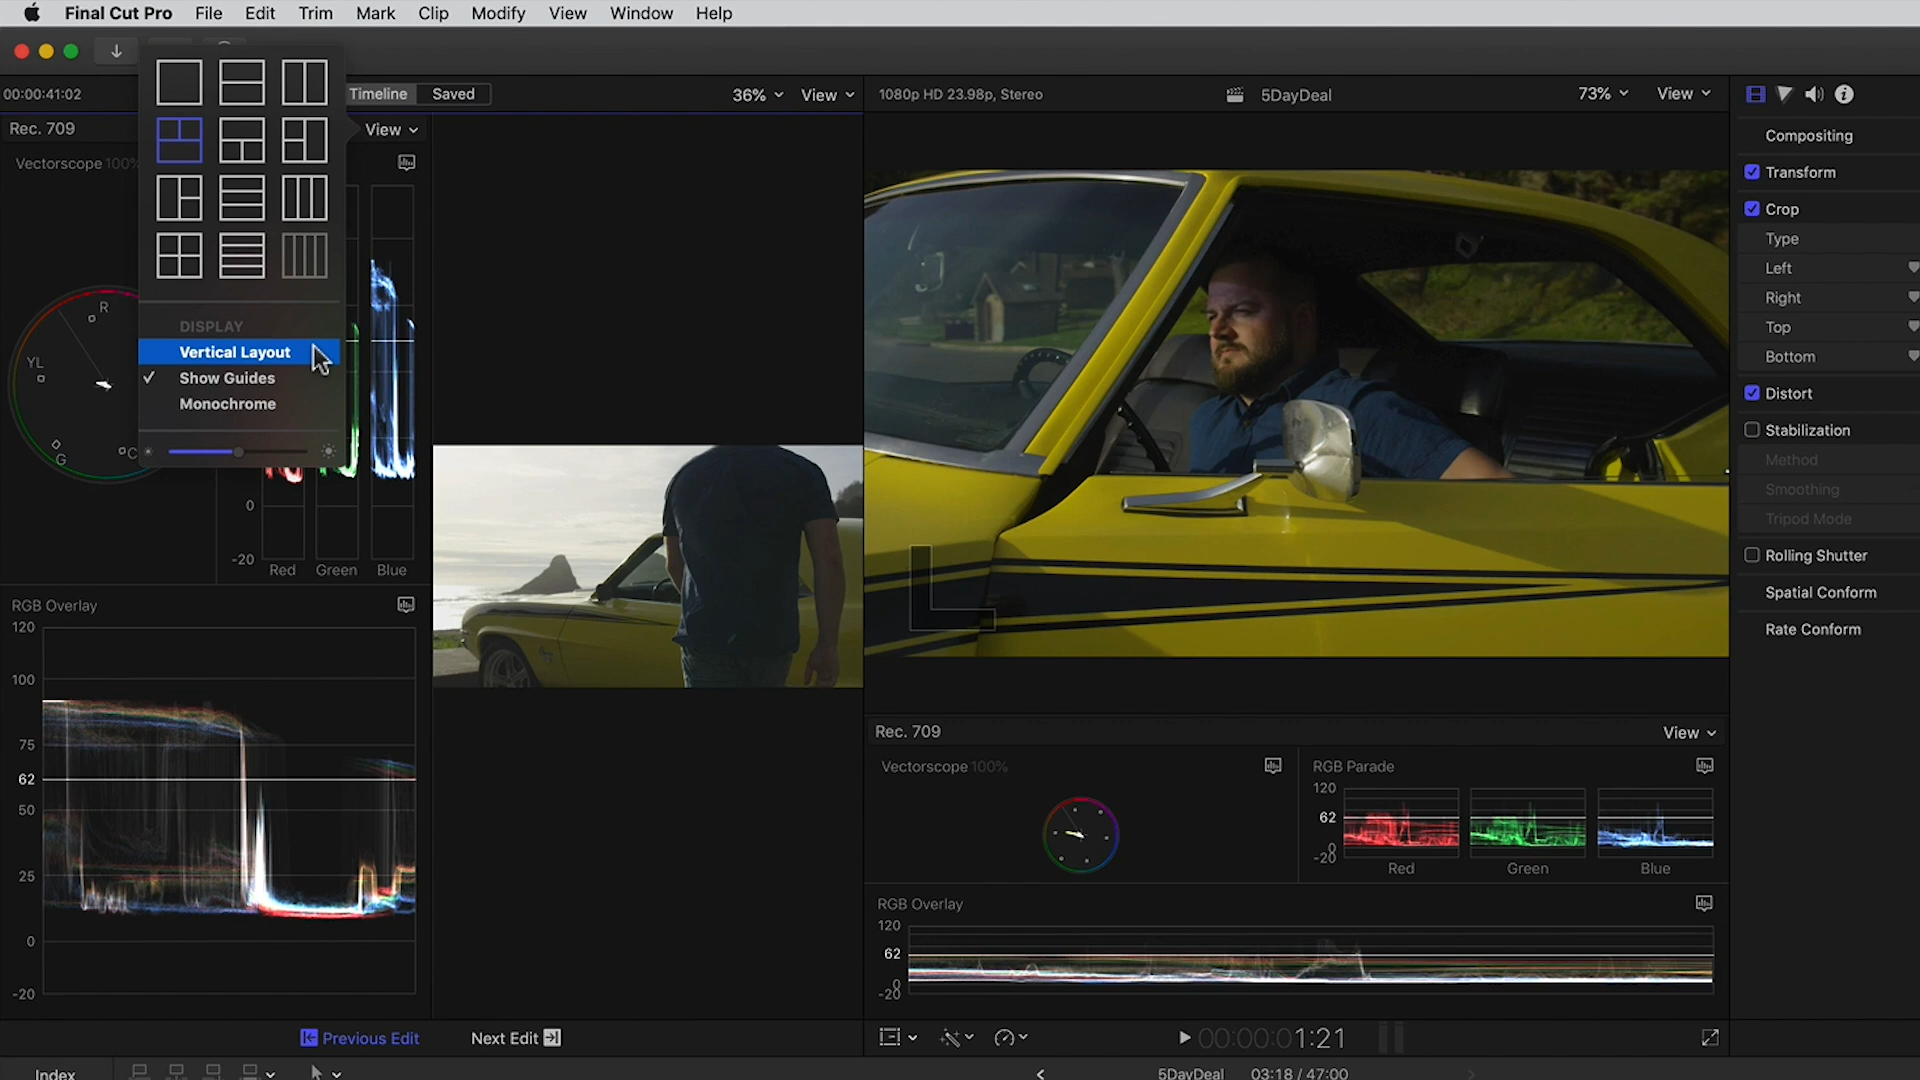 Final Cut Pro File Edit Trim Mark Clip Modify View Window Help
00:00:41:02
Timeline Saved
36% View
1080p HD 23.98p, Stereo
5DayDeal
73% View
Rec. 709
View
Vectorscope 100%
R
YL
G
C
DISPLAY
Vertical Layout
Show Guides
Monochrome
0
-20
Red Green Blue
RGB Overlay
120
100
75
62
50
25
0
-20
Previous Edit Next Edit
Rec. 709 View
Vectorscope 100%
RGB Parade
120
62
0
-20
Red Green Blue
RGB Overlay
120
62
0
-20
00:00:01:21
Compositing
Transform
Crop
Type
Left
Right
Top
Bottom
Distort
Stabilization
Method
Smoothing
Tripod Mode
Rolling Shutter
Spatial Conform
Rate Conform
Index
5DayDeal 03:18 / 47:00